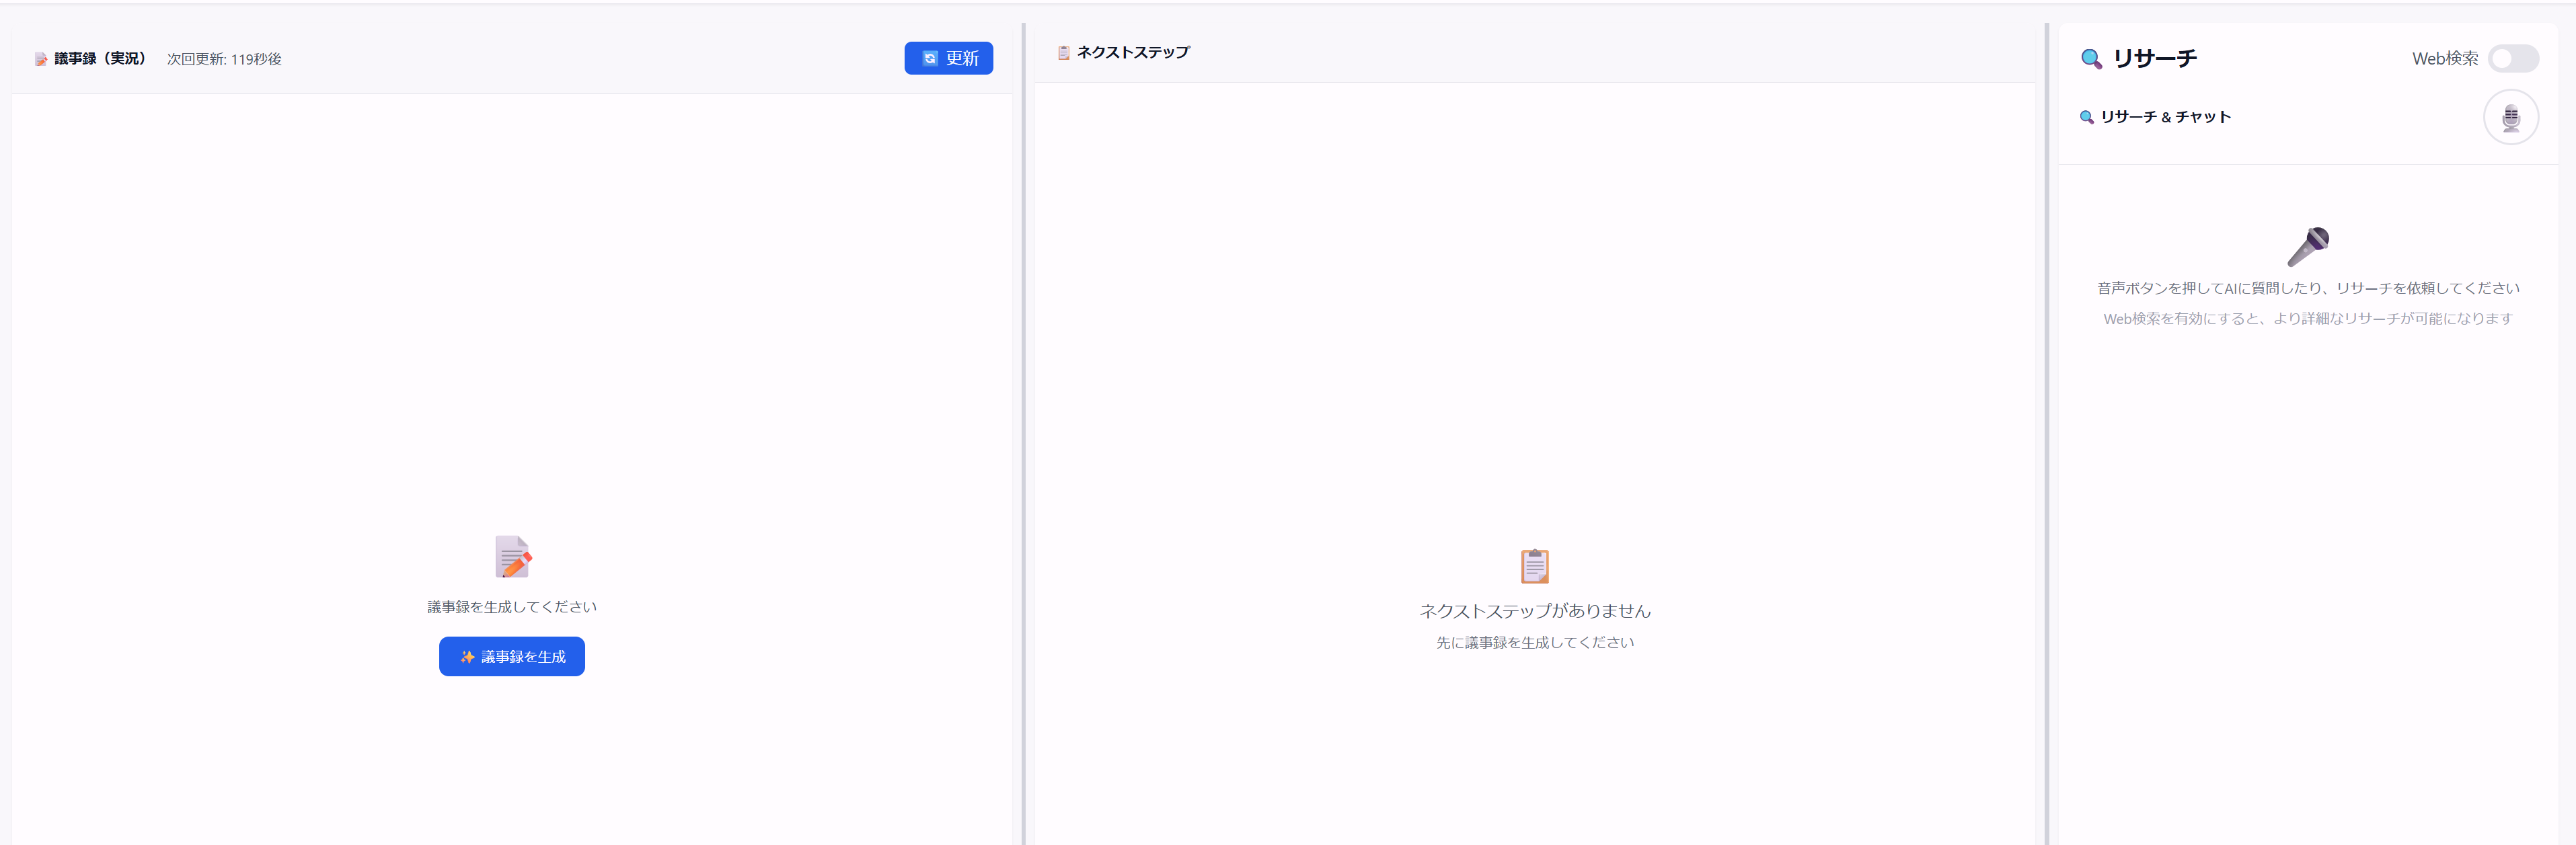 議事録（実況） 次回更新: 119秒後
更新
議事録を生成してください
議事録を生成
ネクストステップ
ネクストステップがありません
先に議事録を生成してください
リサーチ
Web検索
リサーチ & チャット
音声ボタンを押してAIに質問したり、リサーチを依頼してください
Web検索を有効にすると、より詳細なリサーチが可能になります